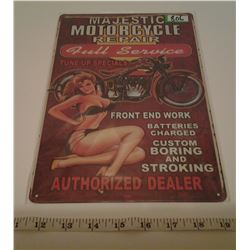 MAJESTIC
MOTORCYCLE
REPAIR
Full Service
TUNE UP SPECIALS
FRONT END WORK
BATTERIES
CHARGED
CUSTOM
BORING
AND
STROKING
AUTHORIZED DEALER